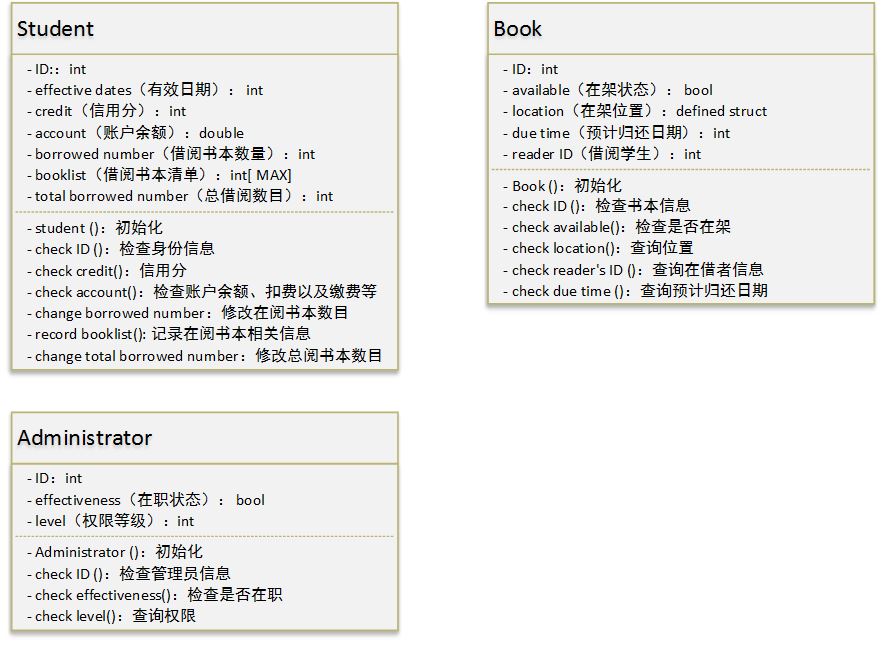 Student
- ID:：int
- effective dates（有效日期）：int
- credit（信用分）：int
- account（账户余额）：double
- borrowed number（借阅书本数量）：int
- booklist（借阅书本清单）：int[ MAX]
- total borrowed number（总借阅数目）：int
- student ()：初始化
- check ID ()：检查身份信息
- check credit()：信用分
- check account()：检查账户余额、扣费以及缴费等
- change borrowed number：修改在阅书本数目
- record booklist(): 记录在阅书本相关信息
- change total borrowed number：修改总阅书本数目
Book
- ID：int
- available（在架状态）： bool
- location（在架位置）：defined struct
- due time（预计归还日期）：int
- reader ID（借阅学生）：int
- Book ()：初始化
- check ID ()：检查书本信息
- check available()：检查是否在架
- check location()：查询位置
- check reader's ID ()：查询在借者信息
- check due time ()：查询预计归还日期
Administrator
- ID：int
- effectiveness（在职状态）： bool
- level（权限等级）：int
- Administrator ()：初始化
- check ID ()：检查管理员信息
- check effectiveness()：检查是否在职
- check level()：查询权限